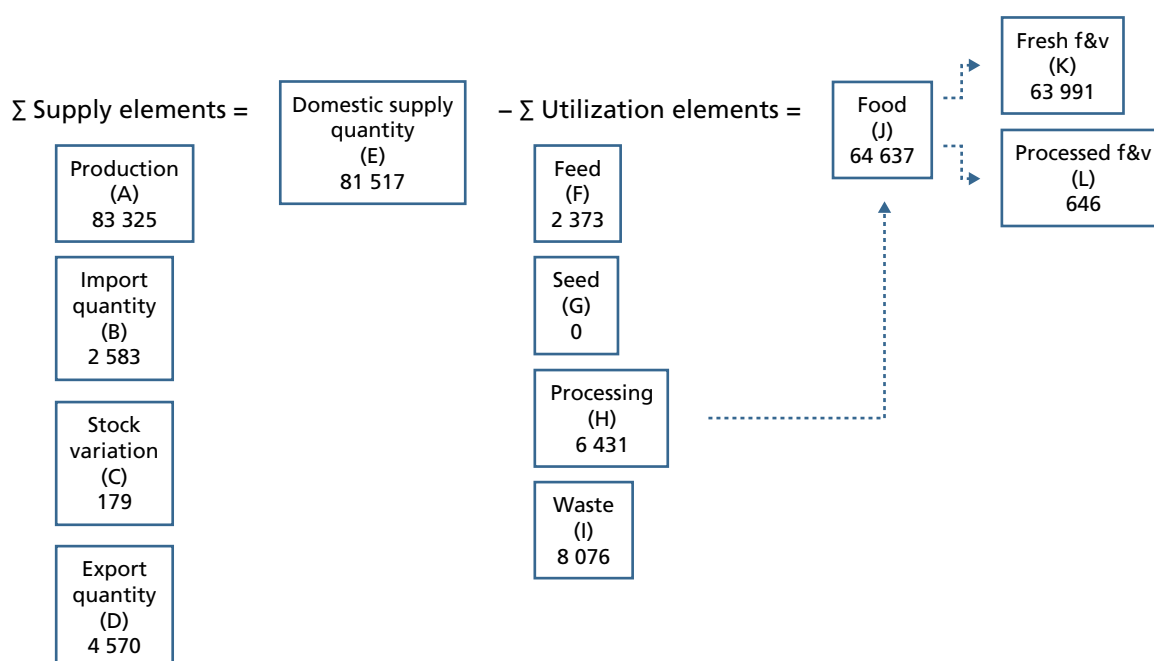 Σ Supply elements =
Production
(A)
83 325
Import
quantity
(B)
2 583
Stock
variation
(C)
179
Export
quantity
(D)
4 570
Domestic supply
quantity
(E)
81 517
– Σ Utilization elements =
Feed
(F)
2 373
Seed
(G)
0
Processing
(H)
6 431
Waste
(I)
8 076
Food
(J)
64 637
Fresh f&v
(K)
63 991
Processed f&v
(L)
646